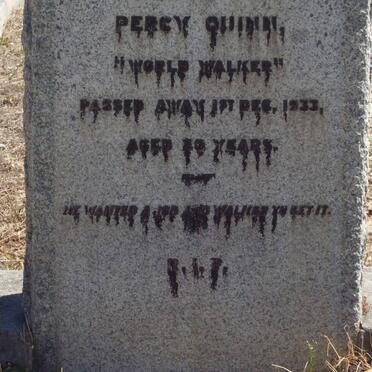 PERCY QUINN,
"WORLD WALKER"
PASSED AWAY 1ST DEC. 1933,
AGED 29 YEARS.
HE WANTED A JOB AND WALKED TO GET IT.
R.I.P.